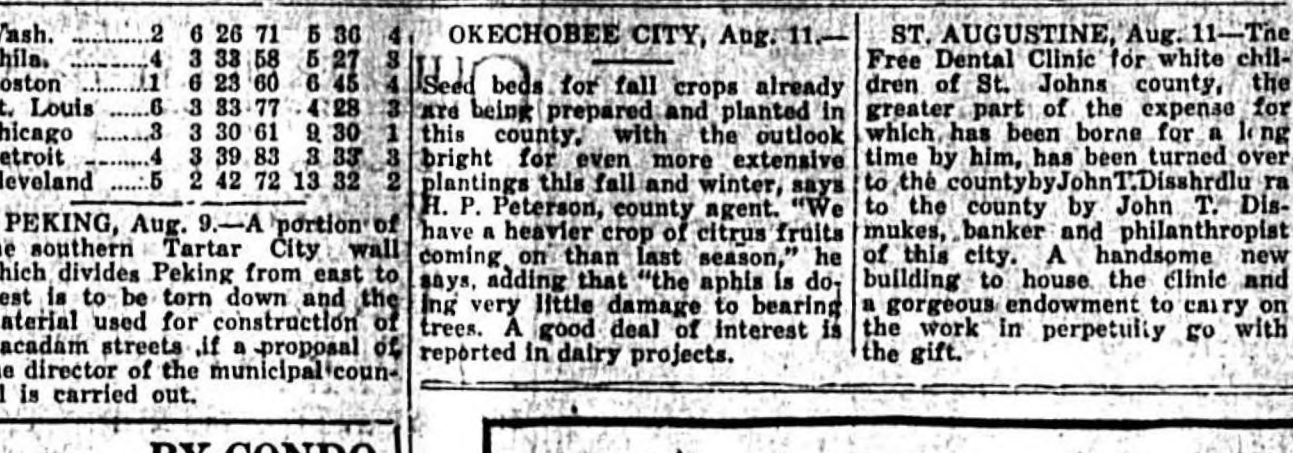 ash. ..........2 6 26 71 5 36 4
hila. ..........4 3 33 58 5 27 3
oston ..........1 6 23 60 6 45 4
t. Louis ......6 3 33 77 4 28 3
hicago .......3 3 30 61 9 30 1
etroit ........4 3 39 83 3 33 3
leveland .....5 2 42 72 13 32 2
PEKING, Aug. 9.—A portion of
e southern Tartar City wall
hich divides Peking from east to
est is to be torn down and the
aterial used for construction of
acadam streets .if a proposal of
e director of the municipal coun-
l is carried out.
BY CONDO
OKECHOBEE CITY, Aug. 11.—
Seed beds for fall crops already
are being prepared and planted in
this county, with the outlook
bright for even more extensive
plantings this fall and winter, says
H. P. Peterson, county agent. "We
have a heavier crop of citrus fruits
coming on than last season," he
says, adding that "the aphis is do-
ing very little damage to bearing
trees. A good deal of interest is
reported in dairy projects.
ST. AUGUSTINE, Aug. 11—The
Free Dental Clinic for white chil-
dren of St. Johns county, the
greater part of the expense for
which has been borne for a long
time by him, has been turned over
to the countybyJohnT.Disshrdlu ra
to the county by John T. Dis-
mukes, banker and philanthropist
of this city. A handsome new
building to house the clinic and
a gorgeous endowment to carry on
the work in perpetuity go with
the gift.